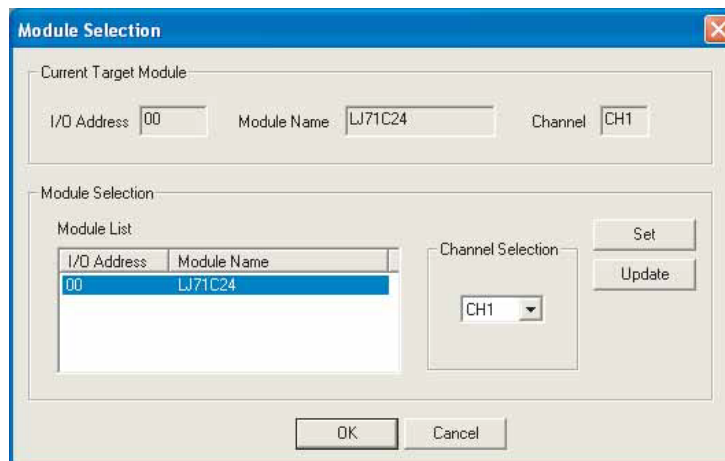 Module Selection
Current Target Module
I/O Address 00 Module Name LJ71C24 Channel CH1
Module Selection
Module List
I/O Address Module Name
00 LJ71C24
Channel Selection
CH1
Set
Update
OK Cancel